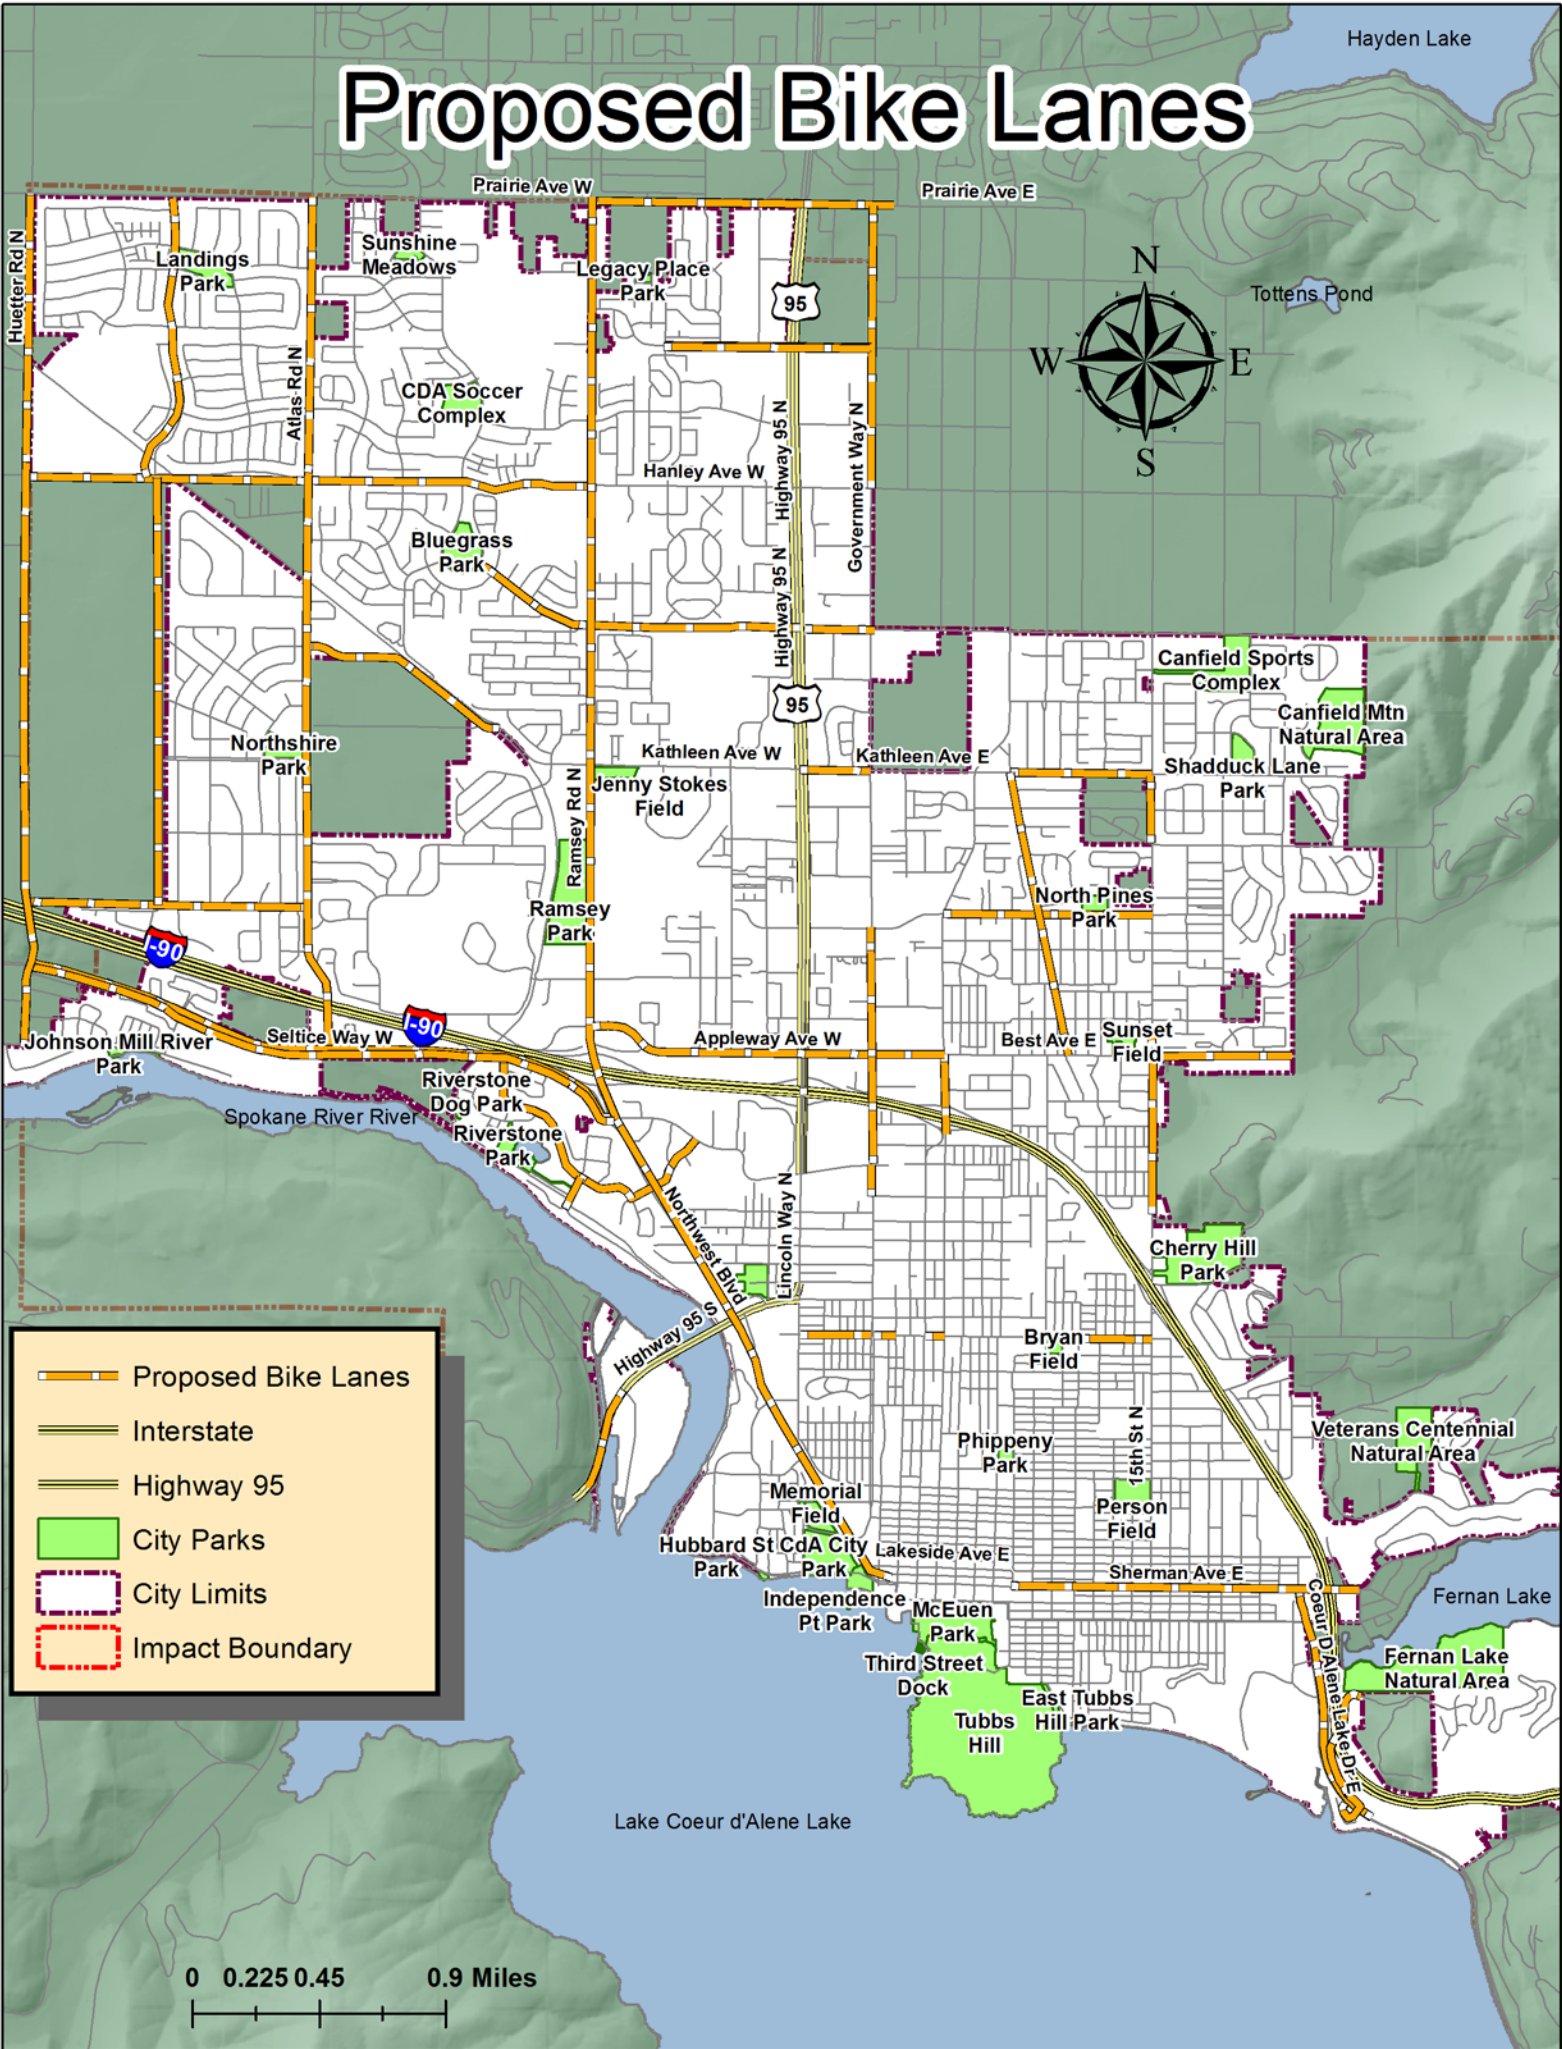 Hayden Lake
Proposed Bike Lanes
Prairie Ave W
Prairie Ave E
Huetter Rd N
Landings
Park
Sunshine
Meadows
Legacy Place
Park
95
N
W
E
S
Tottens Pond
Atlas Rd N
CDA Soccer
Complex
Highway 95 N
Government Way N
Hanley Ave W
Bluegrass
Park
Highway 95 N
Canfield Sports
Complex
95
Canfield Mtn
Natural Area
Northshire
Park
Kathleen Ave W
Kathleen Ave E
Shadduck Lane
Park
Jenny Stokes
Field
Ramsey Rd N
Ramsey
Park
North Pines
Park
I-90
I-90
Johnson Mill River
Park
Seltice Way W
Appleway Ave W
Best Ave E
Sunset
Field
Riverstone
Dog Park
Spokane River River
Riverstone
Park
Northwest Blvd
Lincoln Way N
Cherry Hill
Park
Highway 95 S
Bryan
Field
Proposed Bike Lanes
Interstate
Highway 95
City Parks
City Limits
Impact Boundary
Phippeny
Park
15th St N
Veterans Centennial
Natural Area
Memorial
Field
Person
Field
Hubbard St
Park
CdA City
Park
Lakeside Ave E
Sherman Ave E
Independence
Pt Park
McEuen
Park
Coeur D'Alene Lake Dr E
Fernan Lake
Third Street
Dock
Fernan Lake
Natural Area
East Tubbs
Hill Park
Tubbs
Hill
Lake Coeur d'Alene Lake
0 0.225 0.45 0.9 Miles